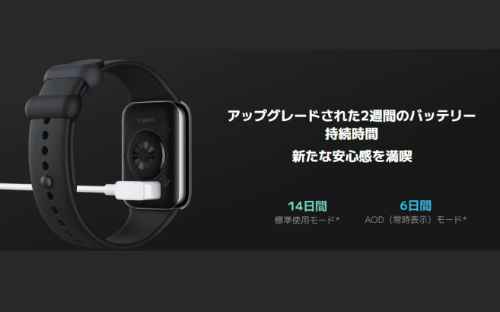 アップグレードされた2週間のバッテリー
持続時間
新たな安心感を満喫
14日間
標準使用モード*
6日間
AOD（常時表示）モード*